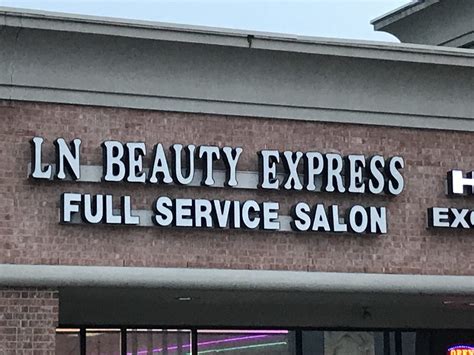 LN BEAUTY EXPRESS
FULL SERVICE SALON